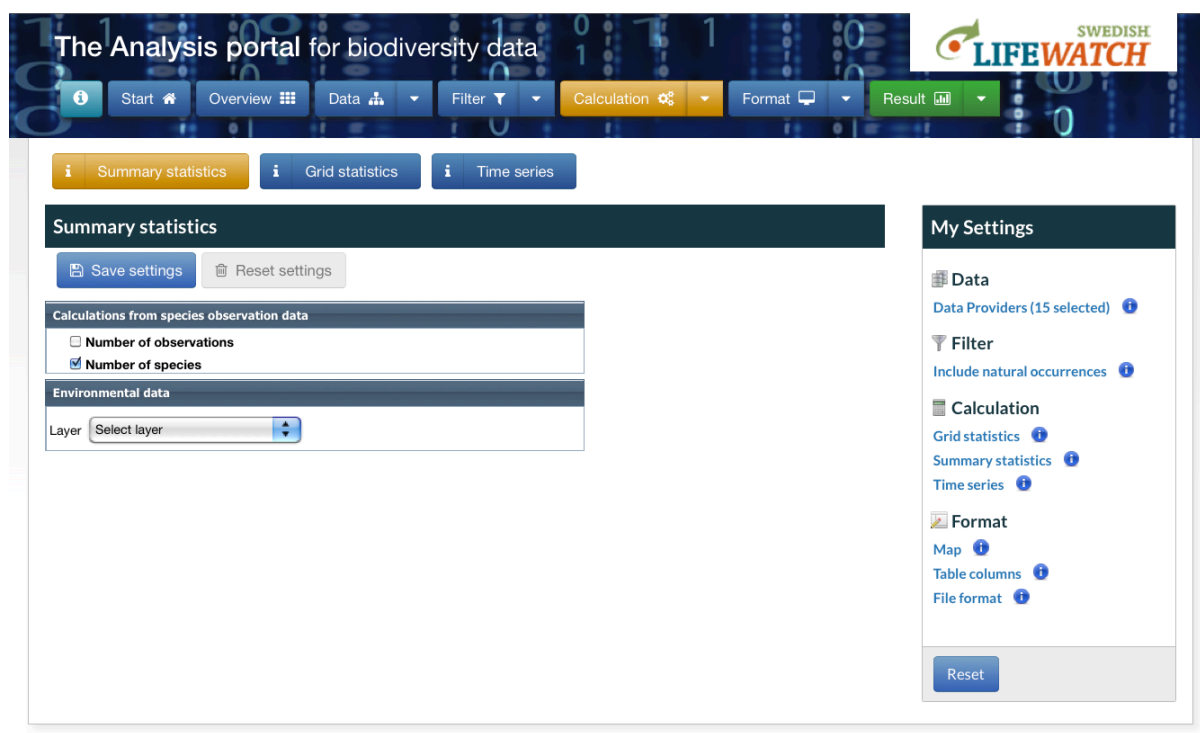 The Analysis portal for biodiversity data
SWEDISH
LIFEWATCH
Start Overview Data Filter Calculation Format Result
Summary statistics Grid statistics Time series
Summary statistics
Save settings Reset settings
Calculations from species observation data
Number of observations
Number of species
Environmental data
Layer Select layer
My Settings
Data
Data Providers (15 selected)
Filter
Include natural occurrences
Calculation
Grid statistics
Summary statistics
Time series
Format
Map
Table columns
File format
Reset